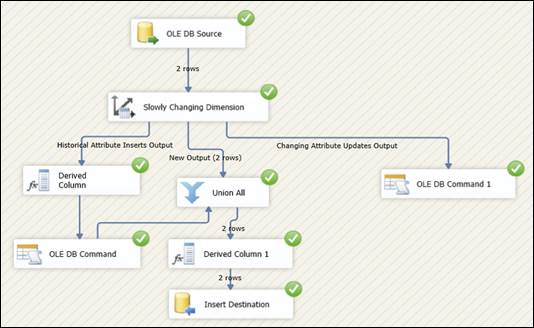 OLE DB Source
2 rows
Slowly Changing Dimension
Historical Attribute Inserts Output
New Output (2 rows)
Changing Attribute Updates Output
Derived
Column
Union All
OLE DB Command 1
2 rows
OLE DB Command
Derived Column 1
2 rows
Insert Destination